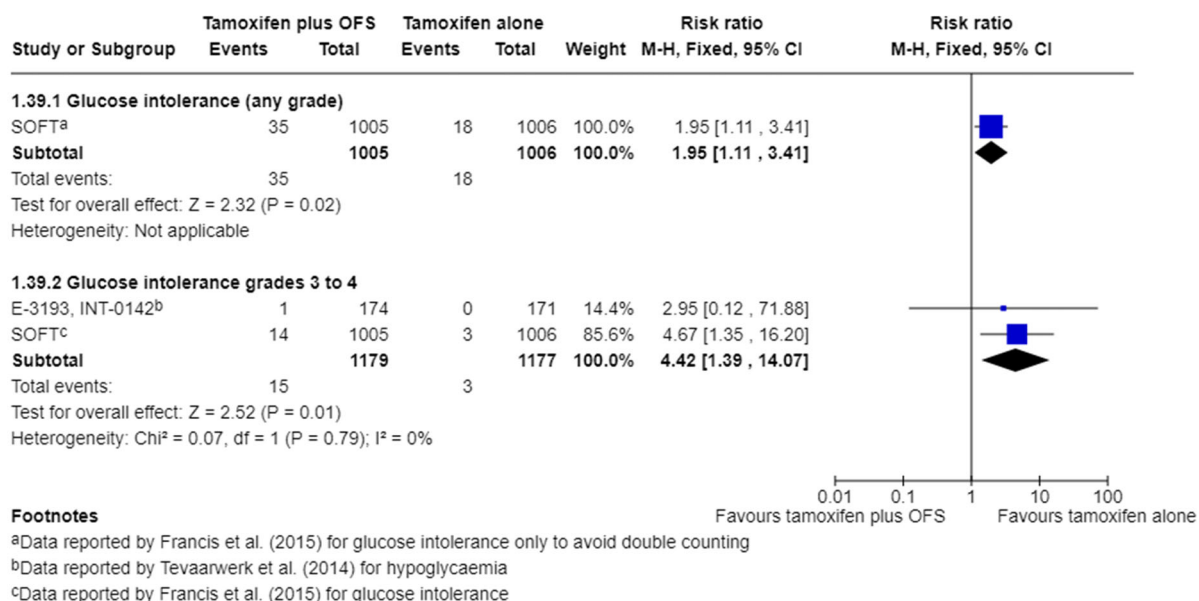 Tamoxifen plus OFS Tamoxifen alone Risk ratio Risk ratio
Study or Subgroup Events Total Events Total Weight M-H, Fixed, 95% CI M-H, Fixed, 95% CI
1.39.1 Glucose intolerance (any grade)
SOFTa 35 1005 18 1006 100.0% 1.95 [1.11 , 3.41]
Subtotal 1005 1006 100.0% 1.95 [1.11 , 3.41]
Total events: 35 18
Test for overall effect: Z = 2.32 (P = 0.02)
Heterogeneity: Not applicable
1.39.2 Glucose intolerance grades 3 to 4
E-3193, INT-0142b 1 174 0 171 14.4% 2.95 [0.12 , 71.88]
SOFTc 14 1005 3 1006 85.6% 4.67 [1.35 , 16.20]
Subtotal 1179 1177 100.0% 4.42 [1.39 , 14.07]
Total events: 15 3
Test for overall effect: Z = 2.52 (P = 0.01)
Heterogeneity: Chi² = 0.07, df = 1 (P = 0.79); I² = 0%
0.01 0.1 1 10 100
Favours tamoxifen plus OFS Favours tamoxifen alone
Footnotes
aData reported by Francis et al. (2015) for glucose intolerance only to avoid double counting
bData reported by Tevaarwerk et al. (2014) for hypoglycaemia
cData reported by Francis et al. (2015) for glucose intolerance